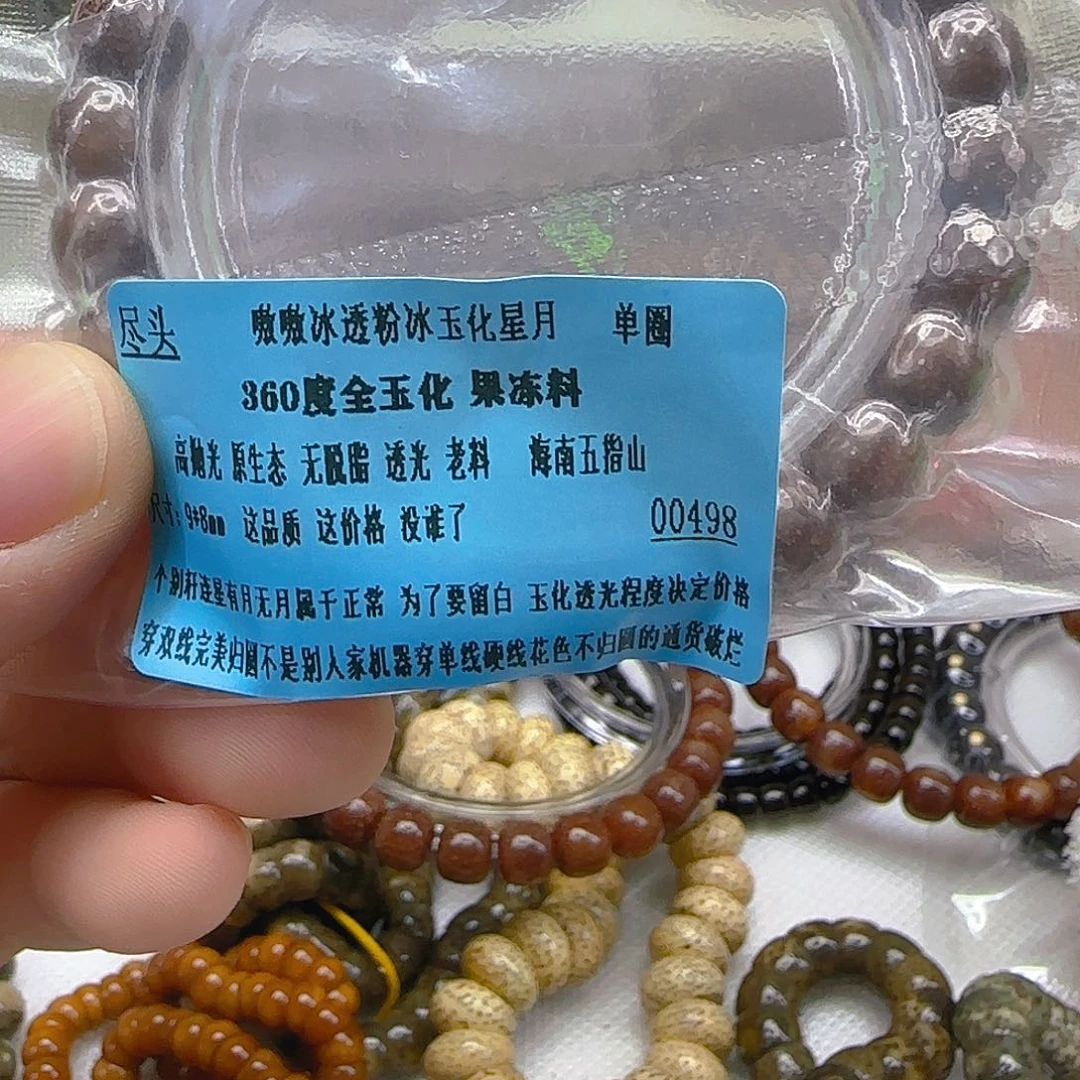 尽头 嗷嗷冰透粉冰玉化星月 单圈
360度全玉化 果冻料
高抛光 原生态 无脱脂 透光 老料 海南五指山
尺寸：9*8mm 这品质 这价格 没谁了
00498
个别杆连星有月无月属于正常 为了要留白 玉化透光程度决定价格
穿双线完美归圆不是别人家机器穿单线硬线花色不归圆的通货破烂